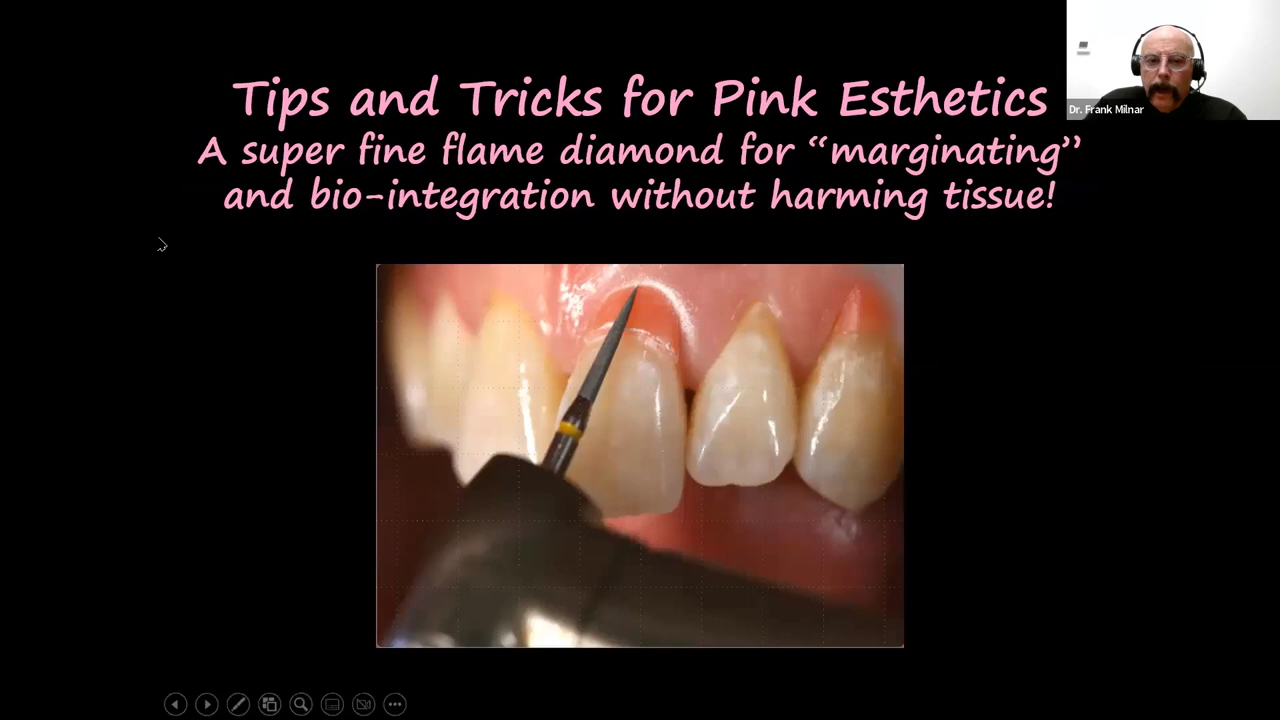 Tips and Tricks for Pink Esthetics
A super fine flame diamond for “marginating”
and bio-integration without harming tissue!
Dr. Frank Milnar